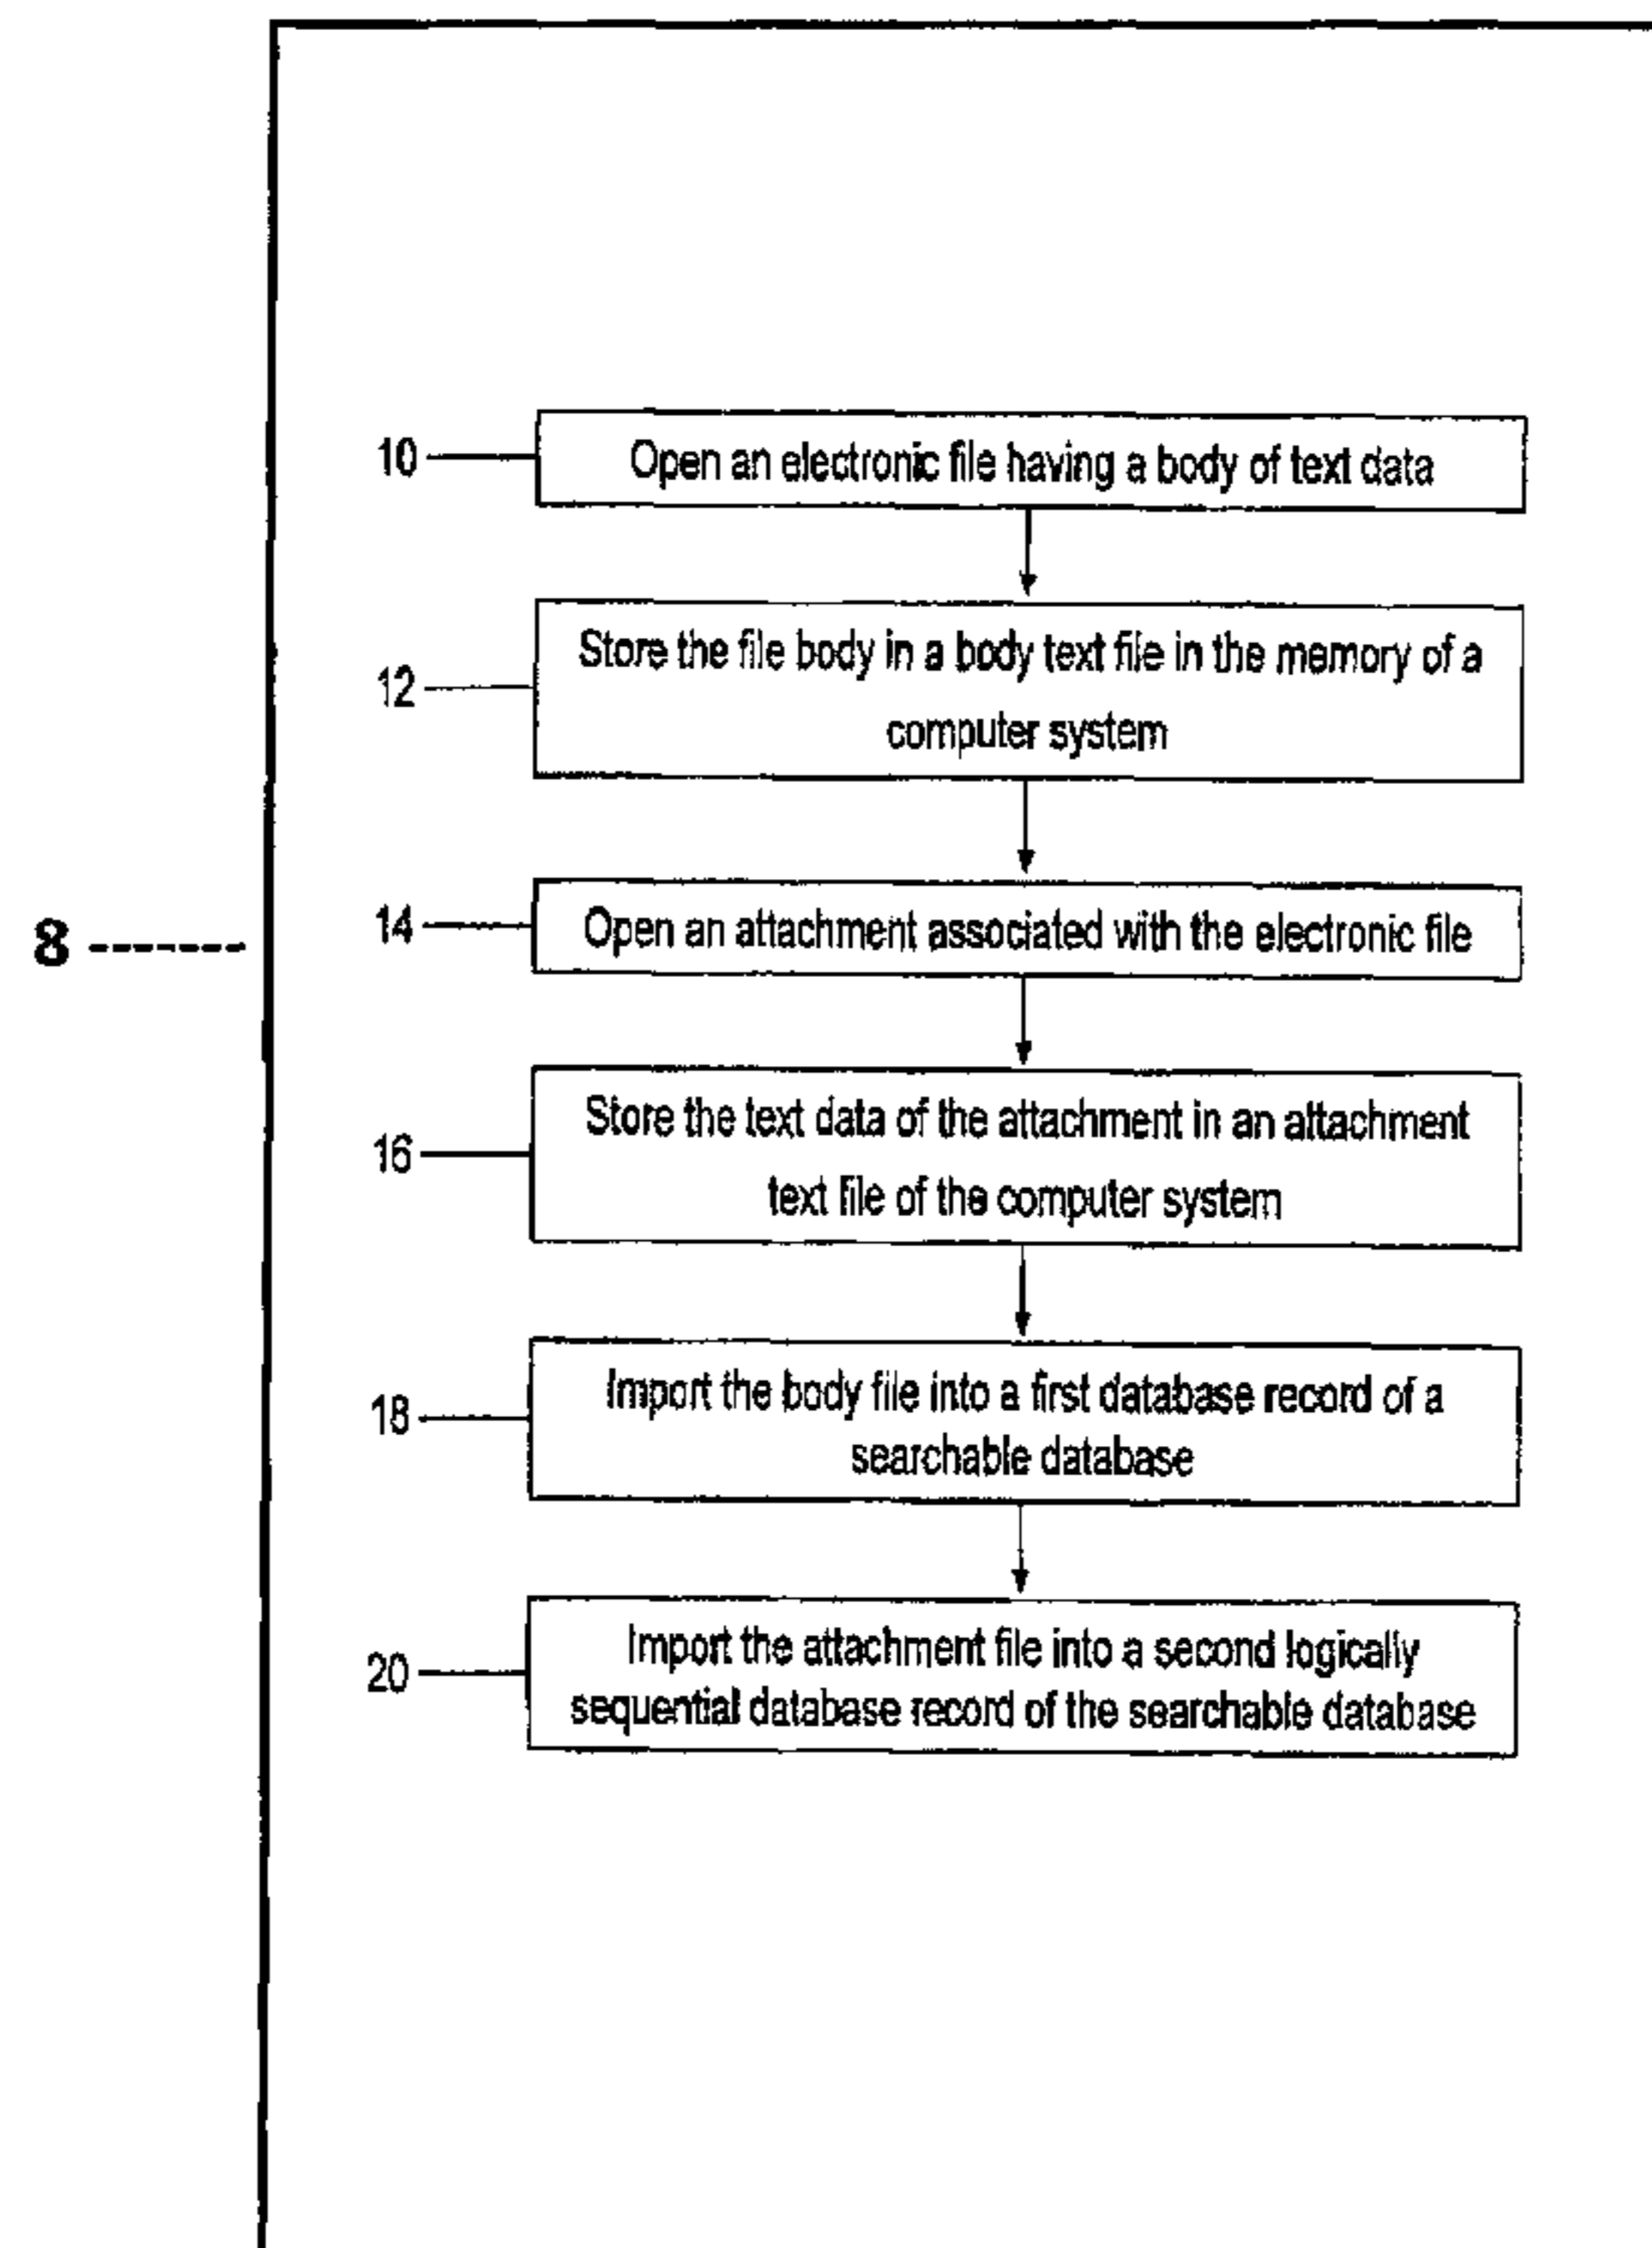 10
Open an electronic file having a body of text data
12
Store the file body in a body text file in the memory of a
computer system
8
14
Open an attachment associated with the electronic file
16
Store the text data of the attachment in an attachment
text file of the computer system
18
Import the body file into a first database record of a
searchable database
20
Import the attachment file into a second logically
sequential database record of the searchable database